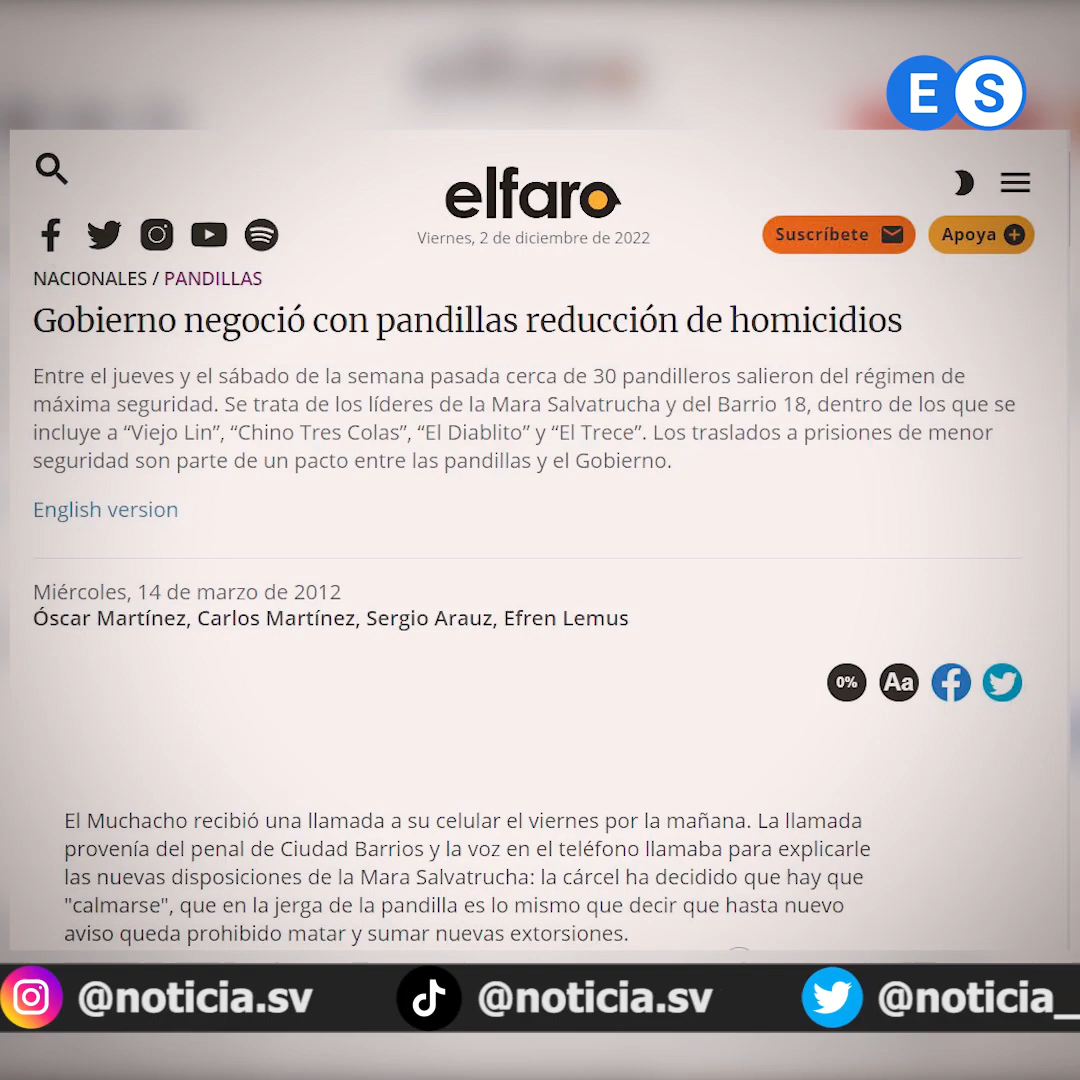 ES
elfaro
Viernes, 2 de diciembre de 2022
Suscríbete
Apoya
NACIONALES / PANDILLAS
Gobierno negoció con pandillas reducción de homicidios
Entre el jueves y el sábado de la semana pasada cerca de 30 pandilleros salieron del régimen de
máxima seguridad. Se trata de los líderes de la Mara Salvatrucha y del Barrio 18, dentro de los que se
incluye a “Viejo Lin”, “Chino Tres Colas”, “El Diablito” y “El Trece”. Los traslados a prisiones de menor
seguridad son parte de un pacto entre las pandillas y el Gobierno.
English version
Miércoles, 14 de marzo de 2012
Óscar Martínez, Carlos Martínez, Sergio Arauz, Efren Lemus
0% Aa
El Muchacho recibió una llamada a su celular el viernes por la mañana. La llamada
provenía del penal de Ciudad Barrios y la voz en el teléfono llamaba para explicarle
las nuevas disposiciones de la Mara Salvatrucha: la cárcel ha decidido que hay que
"calmarse", que en la jerga de la pandilla es lo mismo que decir que hasta nuevo
aviso queda prohibido matar y sumar nuevas extorsiones.
@noticia.sv @noticia.sv @noticia_